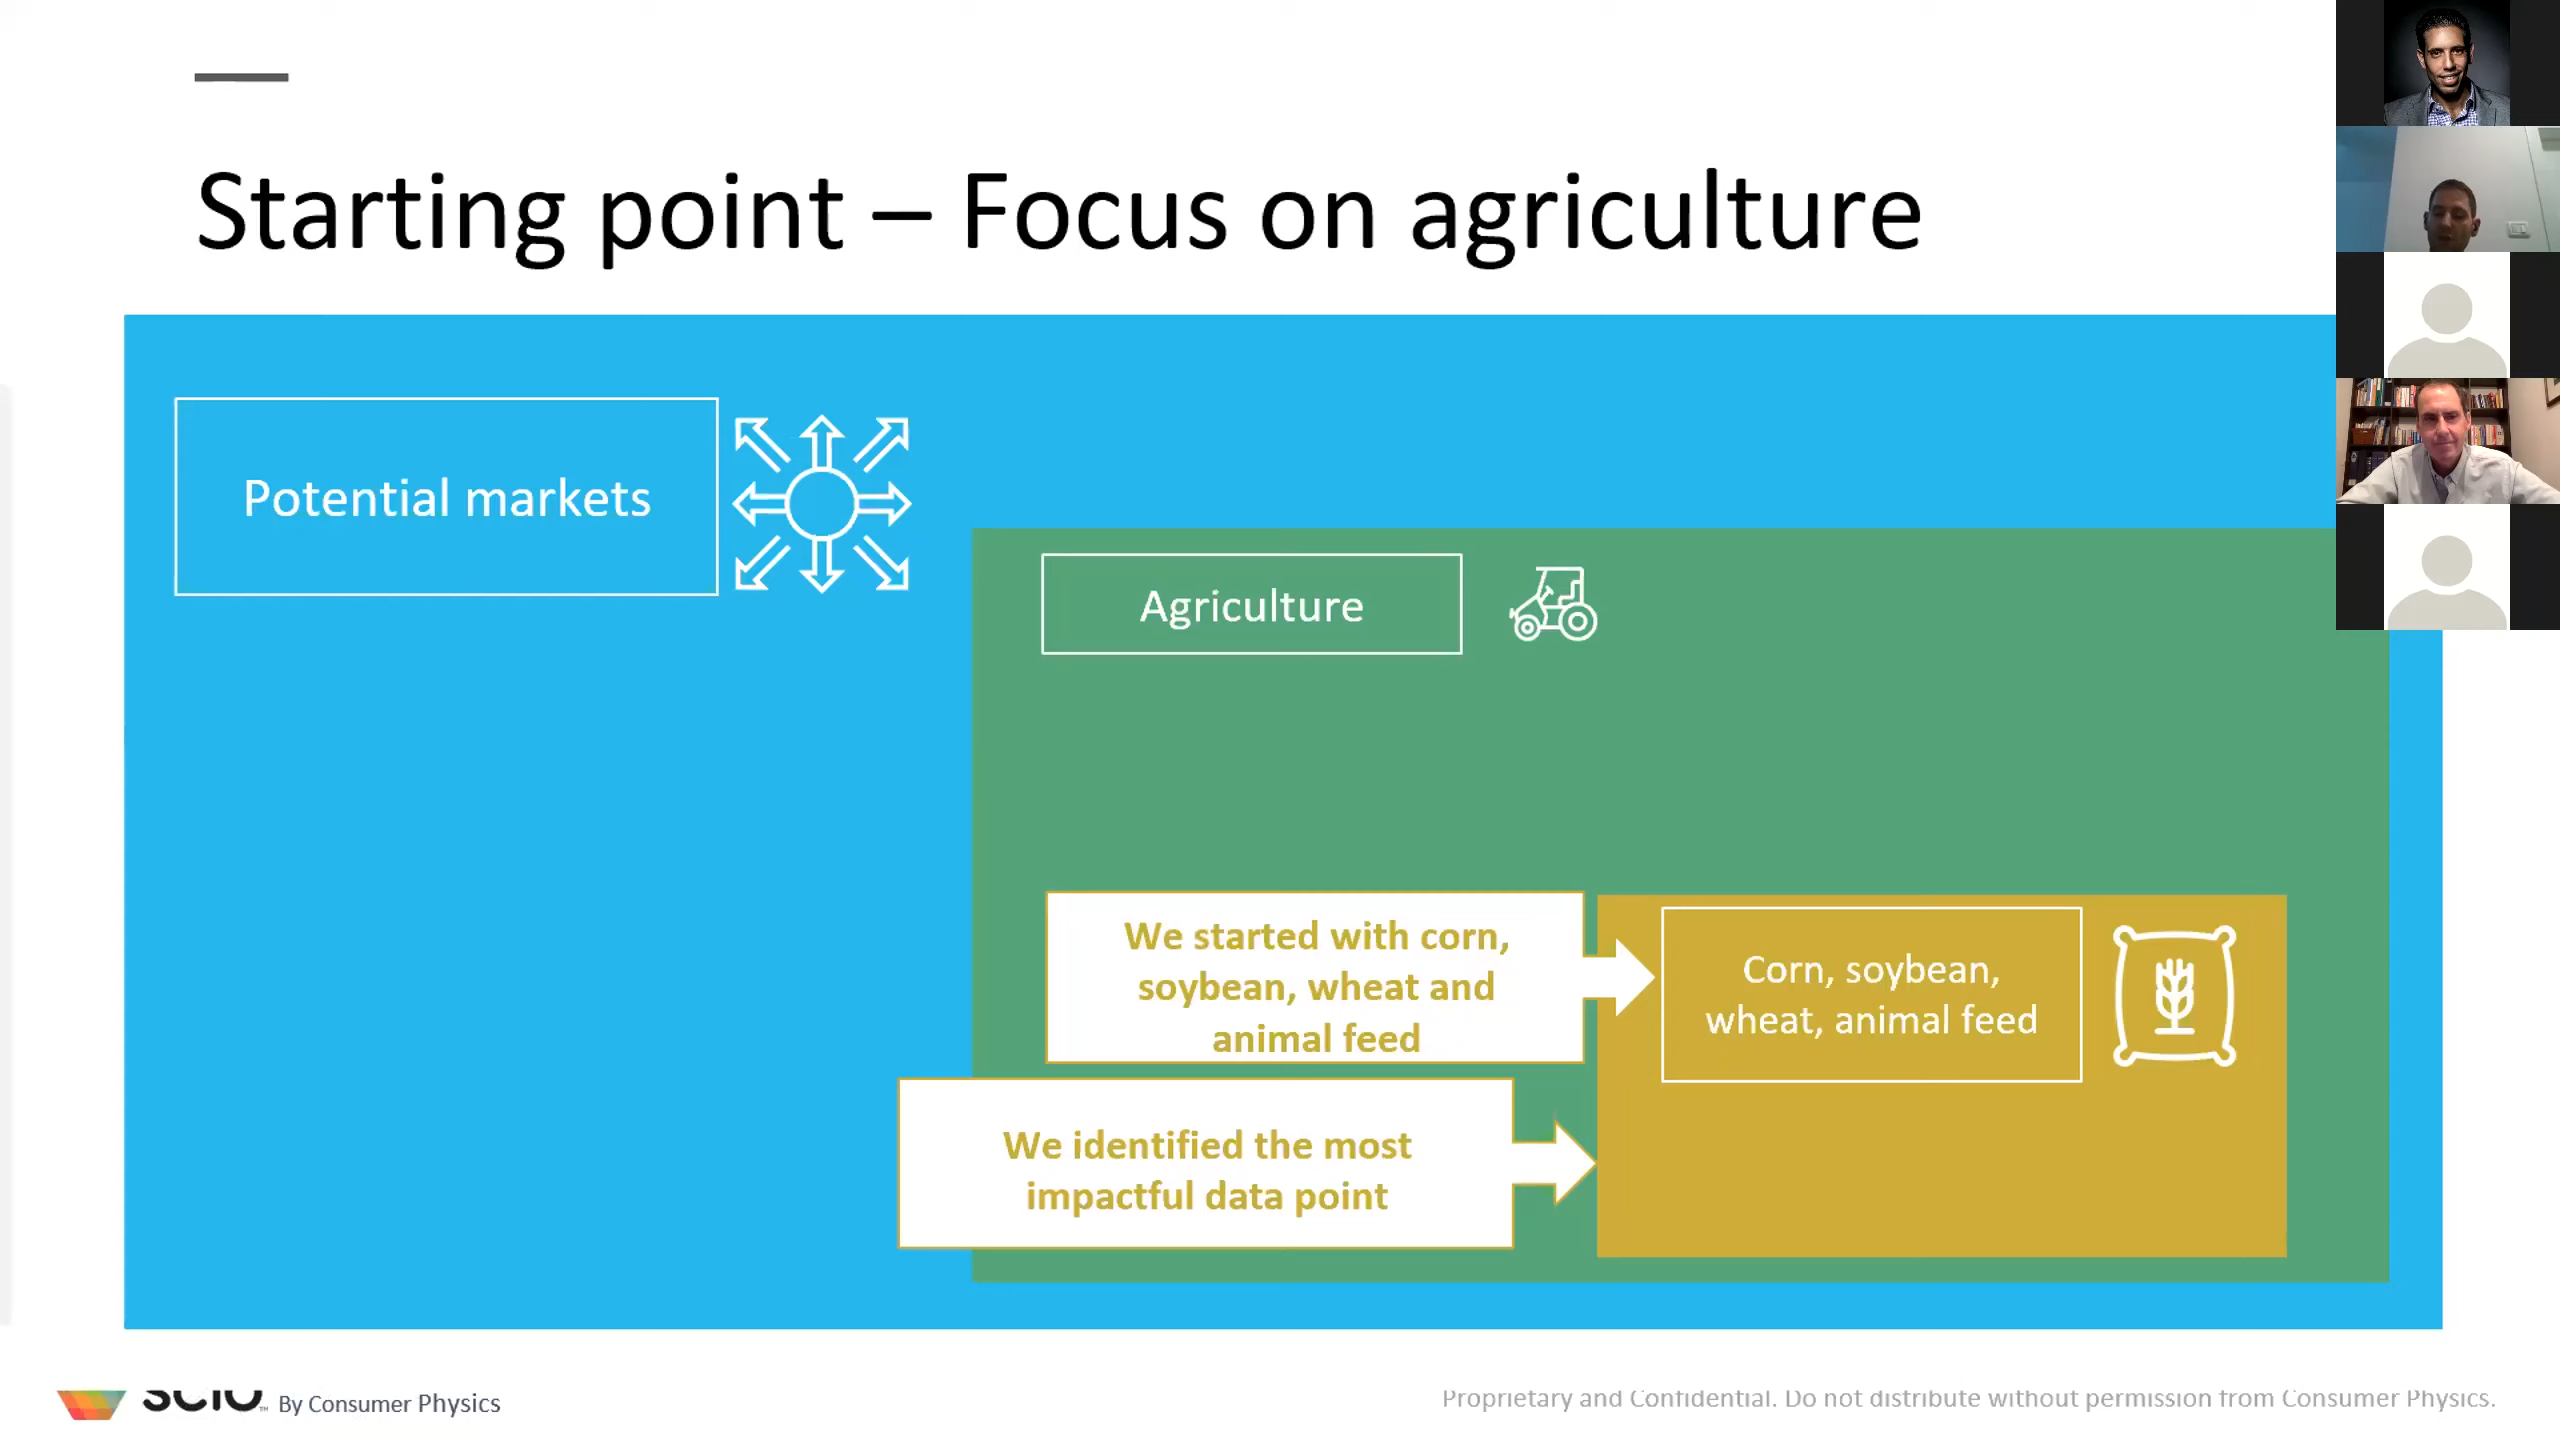 Starting point – Focus on agriculture
Potential markets
Agriculture
We started with corn,
soybean, wheat and
animal feed
Corn, soybean,
wheat, animal feed
We identified the most
impactful data point
SCiO™ By Consumer Physics
Proprietary and Confidential. Do not distribute without permission from Consumer Physics.